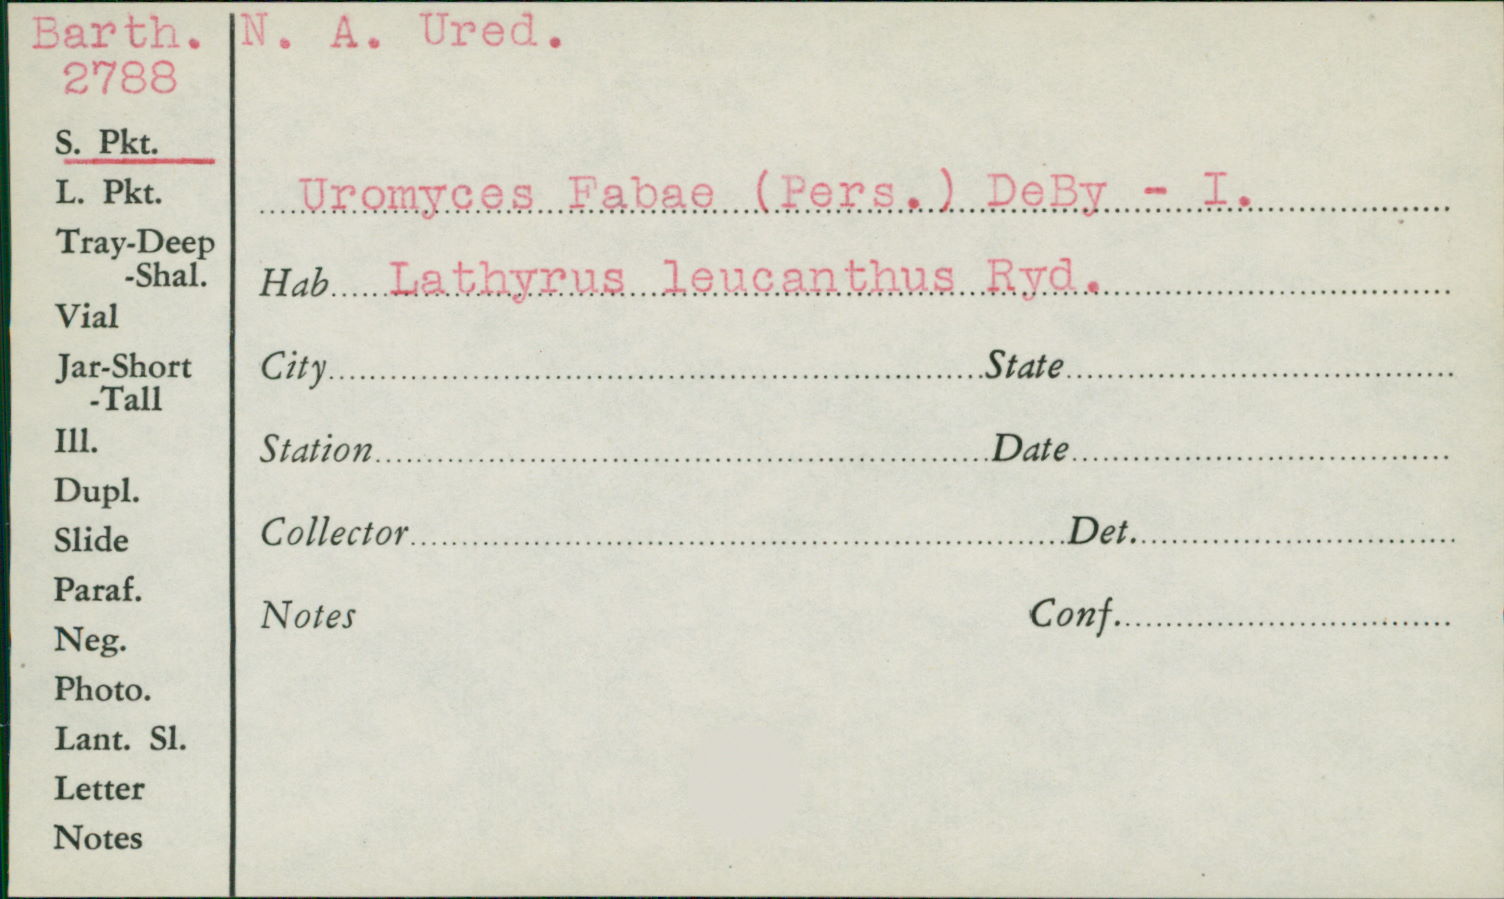 Barth. N. A. Ured.
2788
S. Pkt.
L. Pkt.
Tray-Deep
-Shal.
Vial
Jar-Short
-Tall
Ill.
Dupl.
Slide
Paraf.
Neg.
Photo.
Lant. Sl.
Letter
Notes
Uromyces Fabae (Pers.) DeBy - I.
Hab Lathyrus leucanthus Ryd.
City State
Station Date
Collector Det.
Notes Conf.